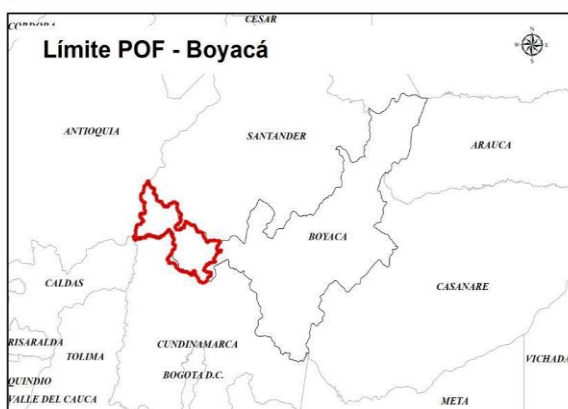 CESAR
CORDOBA
Límite POF - Boyacá
N
W E
S
ANTIOQUIA
SANTANDER
ARAUCA
BOYACA
CALDAS
CASANARE
RISARALDA
CUNDINAMARCA
TOLIMA
VICHADA
BOGOTA D.C.
QUINDIO
VALLE DEL CAUCA
META